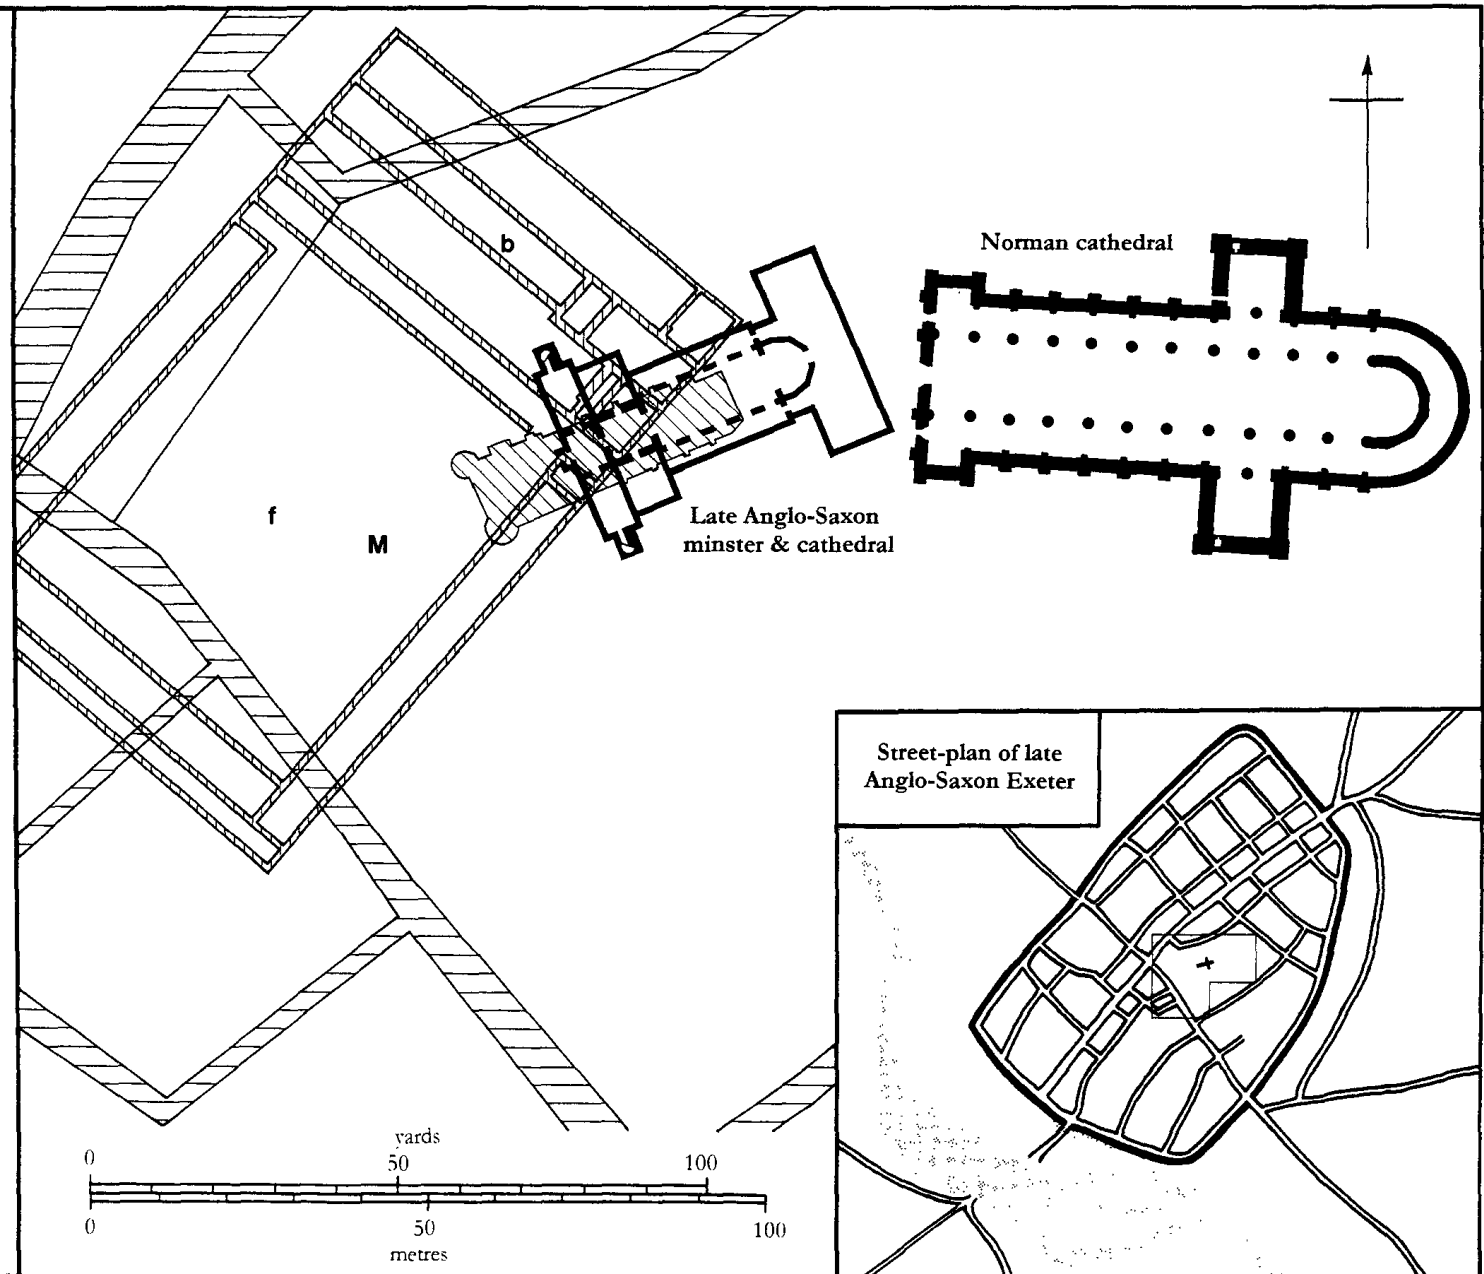 b
Norman cathedral
f
M
Late Anglo-Saxon
minster & cathedral
Street-plan of late
Anglo-Saxon Exeter
yards
0 50 100
0 50 100
metres